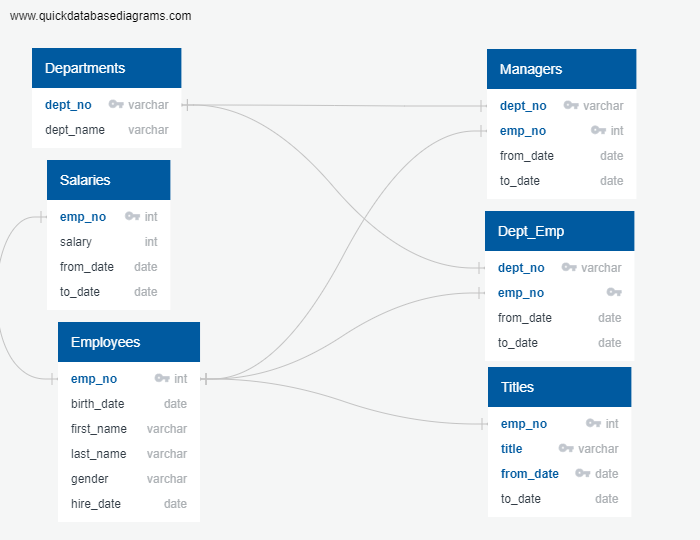 www.quickdatabasediagrams.com
Departments
dept_no varchar
dept_name varchar
Salaries
emp_no int
salary int
from_date date
to_date date
Employees
emp_no int
birth_date date
first_name varchar
last_name varchar
gender varchar
hire_date date
Managers
dept_no varchar
emp_no int
from_date date
to_date date
Dept_Emp
dept_no varchar
emp_no
from_date date
to_date date
Titles
emp_no int
title varchar
from_date date
to_date date